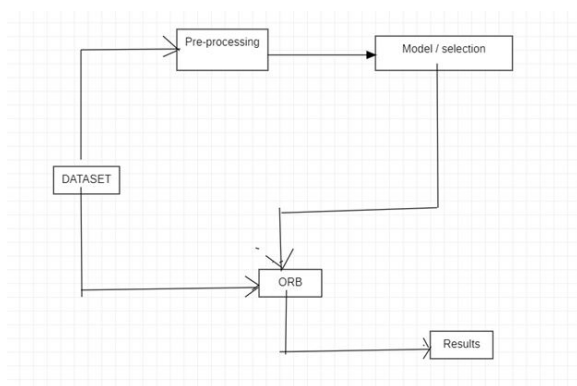 Pre-processing
Model / selection
DATASET
ORB
Results